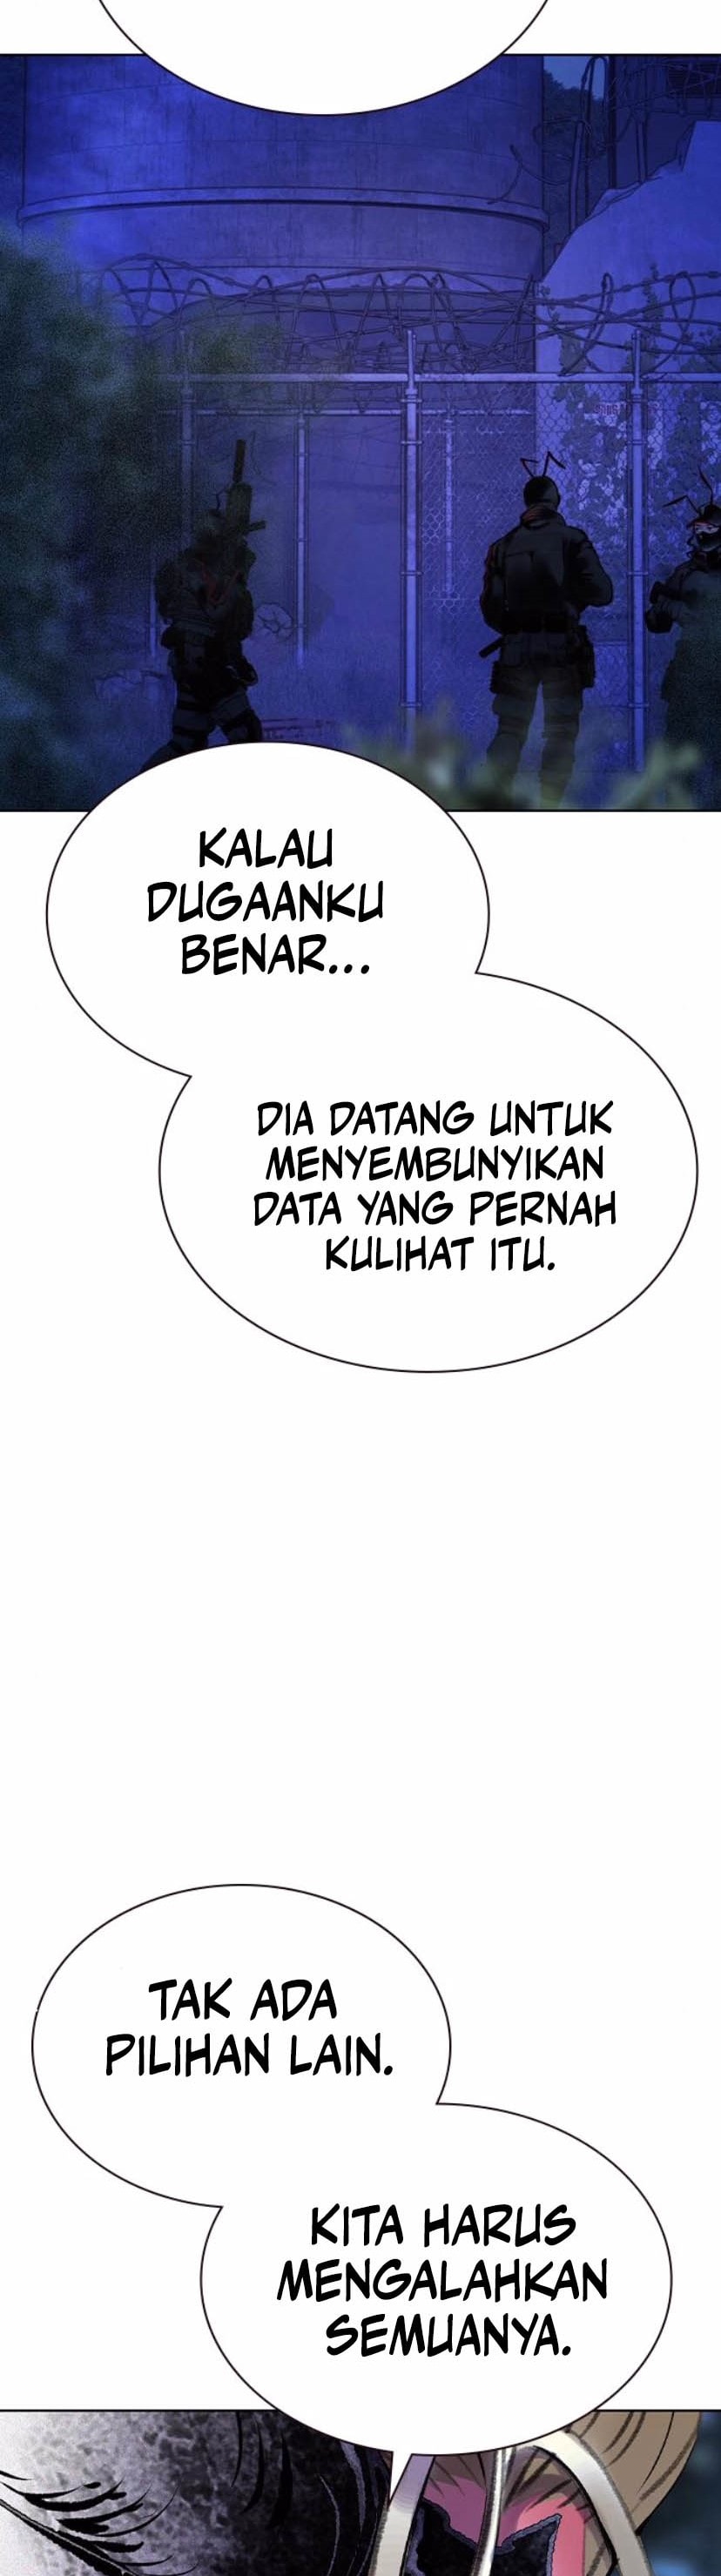 KALAU
DUGAANKU
BENAR...
DIA DATANG UNTUK
MENYEMBUNYIKAN
DATA YANG PERNAH
KULIHAT ITU.
TAK ADA
PILIHAN LAIN.
KITA HARUS
MENGALAHKAN
SEMUANYA.